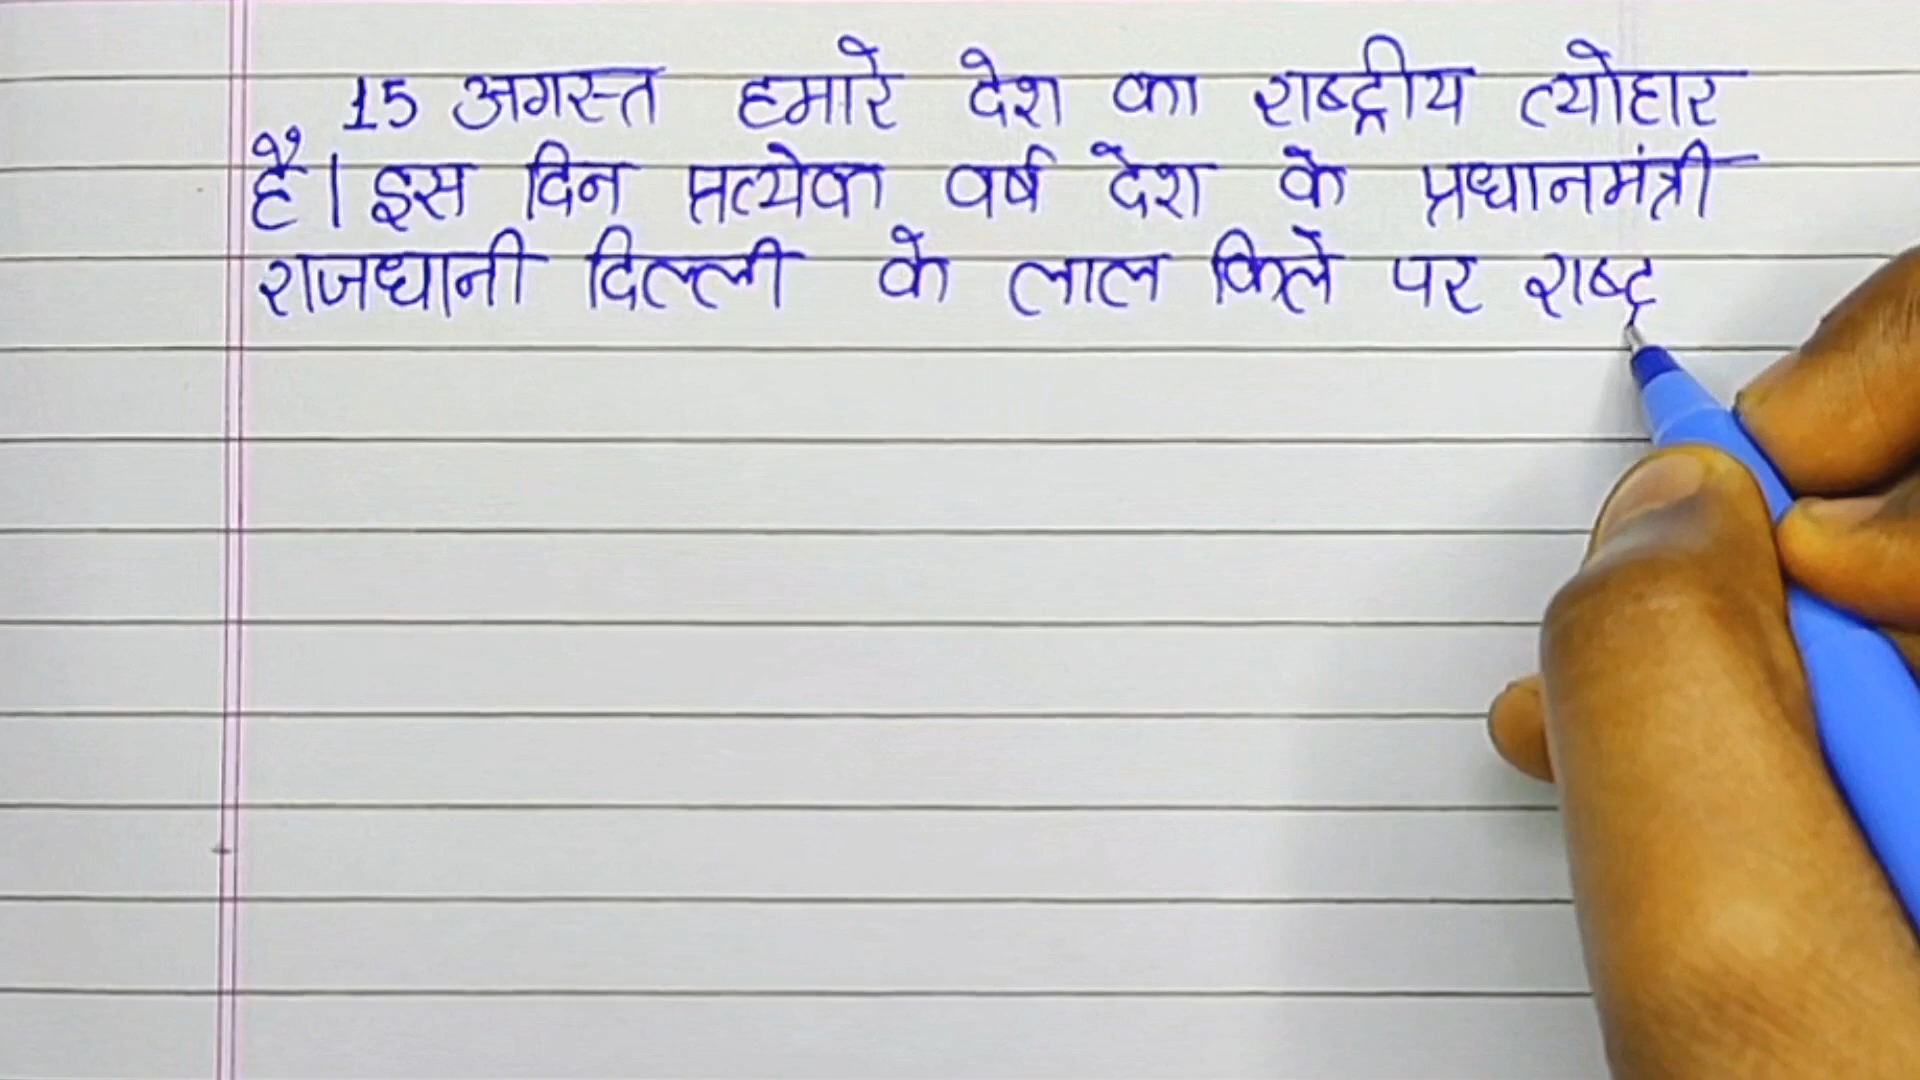 15 अगस्त हमारे देश का राष्ट्रीय त्योहार
है। इस दिन प्रत्येक वर्ष देश के प्रधानमंत्री
राजधानी दिल्ली के लाल किले पर राष्ट्र